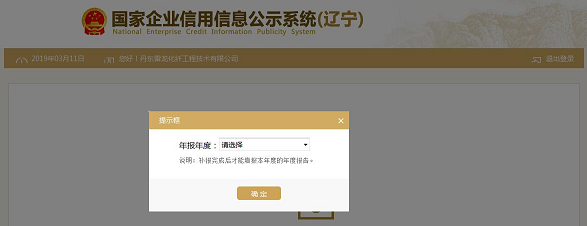 国家企业信用信息公示系统(辽宁)
National Enterprise Credit Information Publicity System
2019年03月11日
您好！丹东雷尼化纤工程技术有限公司
退出登录
提示框
×
年报年度：请选择
说明：补报完成后才能填报本年度的年度报告。
确 定